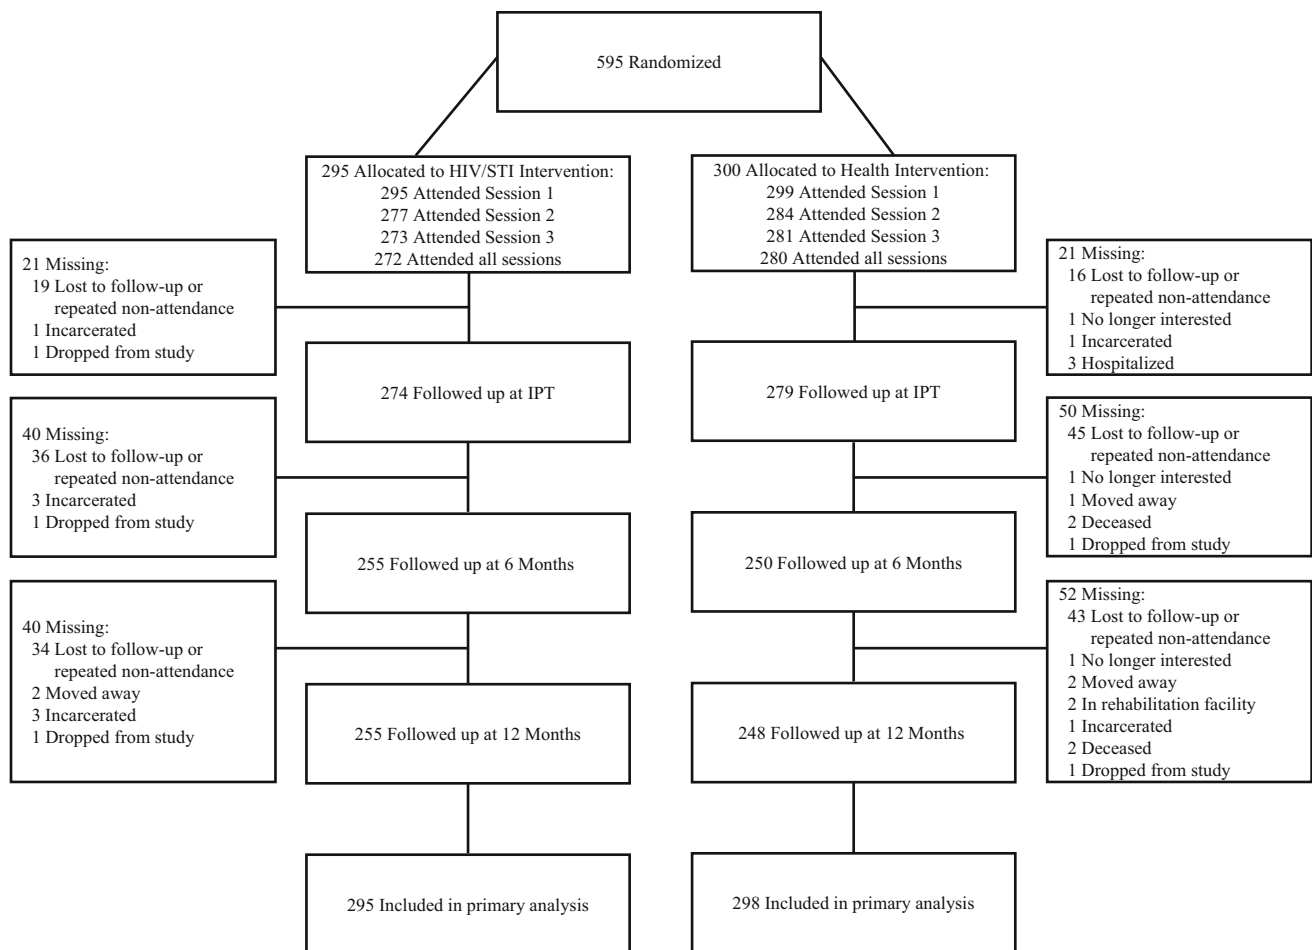 595 Randomized
295 Allocated to HIV/STI Intervention:
295 Attended Session 1
277 Attended Session 2
273 Attended Session 3
272 Attended all sessions
300 Allocated to Health Intervention:
299 Attended Session 1
284 Attended Session 2
281 Attended Session 3
280 Attended all sessions
21 Missing:
19 Lost to follow-up or
repeated non-attendance
1 Incarcerated
1 Dropped from study
21 Missing:
16 Lost to follow-up or
repeated non-attendance
1 No longer interested
1 Incarcerated
3 Hospitalized
274 Followed up at IPT
279 Followed up at IPT
40 Missing:
36 Lost to follow-up or
repeated non-attendance
3 Incarcerated
1 Dropped from study
50 Missing:
45 Lost to follow-up or
repeated non-attendance
1 No longer interested
1 Moved away
2 Deceased
1 Dropped from study
255 Followed up at 6 Months
250 Followed up at 6 Months
40 Missing:
34 Lost to follow-up or
repeated non-attendance
2 Moved away
3 Incarcerated
1 Dropped from study
52 Missing:
43 Lost to follow-up or
repeated non-attendance
1 No longer interested
2 Moved away
2 In rehabilitation facility
1 Incarcerated
2 Deceased
1 Dropped from study
255 Followed up at 12 Months
248 Followed up at 12 Months
295 Included in primary analysis
298 Included in primary analysis